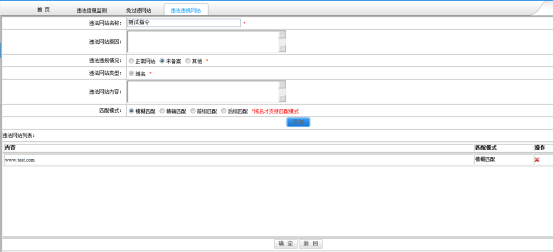 首 页 违法信息监测 免过滤网站 违法违规网站
违法网站名称： 测试指令 *
违法网站原因：
违法违规情况： 正常网站 未备案 其他 *
违法网站类型： 域名 *
违法网站内容：
匹配模式： 模糊匹配 精确匹配 前缀匹配 后缀匹配 *域名才支持匹配模式
违法网站列表：
内容 匹配模式 操作
www.test.com 模糊匹配
确 定 返 回